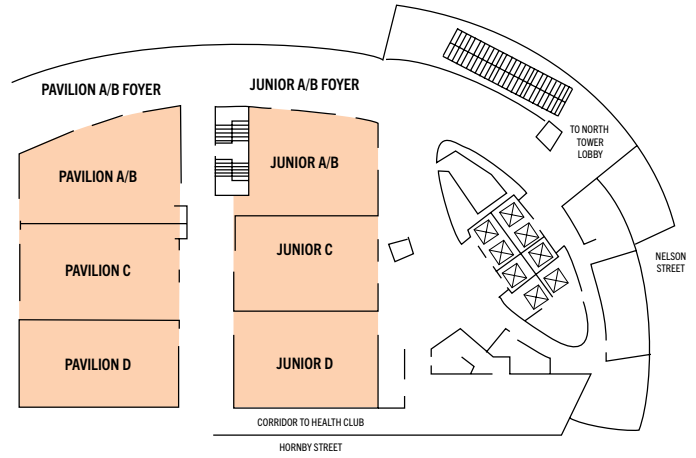 PAVILION A/B FOYER
JUNIOR A/B FOYER
TO NORTH
TOWER
LOBBY
PAVILION A/B
JUNIOR A/B
PAVILION C
JUNIOR C
NELSON
STREET
PAVILION D
JUNIOR D
CORRIDOR TO HEALTH CLUB
HORNBY STREET